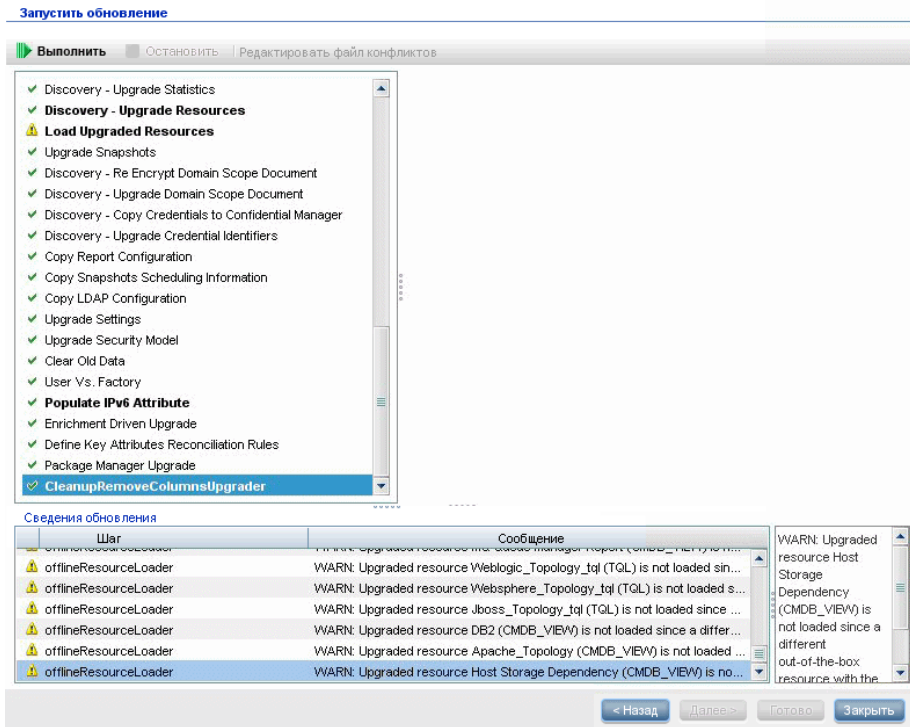 Запустить обновление
Выполнить Остановить Редактировать файл конфликтов
Discovery - Upgrade Statistics
Discovery - Upgrade Resources
Load Upgraded Resources
Upgrade Snapshots
Discovery - Re Encrypt Domain Scope Document
Discovery - Upgrade Domain Scope Document
Discovery - Copy Credentials to Confidential Manager
Discovery - Upgrade Credential Identifiers
Copy Report Configuration
Copy Snapshots Scheduling Information
Copy LDAP Configuration
Upgrade Settings
Upgrade Security Model
Clear Old Data
User Vs. Factory
Populate IPv6 Attribute
Enrichment Driven Upgrade
Define Key Attributes Reconciliation Rules
Package Manager Upgrade
CleanupRemoveColumnsUpgrader
Сведения обновления
Шаг Сообщение
offlineResourceLoader WARN: Upgraded resource Weblogic_Topology_tql (TQL) is not loaded sin...
offlineResourceLoader WARN: Upgraded resource Websphere_Topology_tql (TQL) is not loaded s...
offlineResourceLoader WARN: Upgraded resource Jboss_Topology_tql (TQL) is not loaded since ...
offlineResourceLoader WARN: Upgraded resource DB2 (CMDB_VIEW) is not loaded since a differ...
offlineResourceLoader WARN: Upgraded resource Apache_Topology (CMDB_VIEW) is not loaded ...
offlineResourceLoader WARN: Upgraded resource Host Storage Dependency (CMDB_VIEW) is no...
WARN: Upgraded
resource Host
Storage
Dependency
(CMDB_VIEW) is
not loaded since a
different
out-of-the-box
resource with the
< Назад Далее > Готово Закрыть